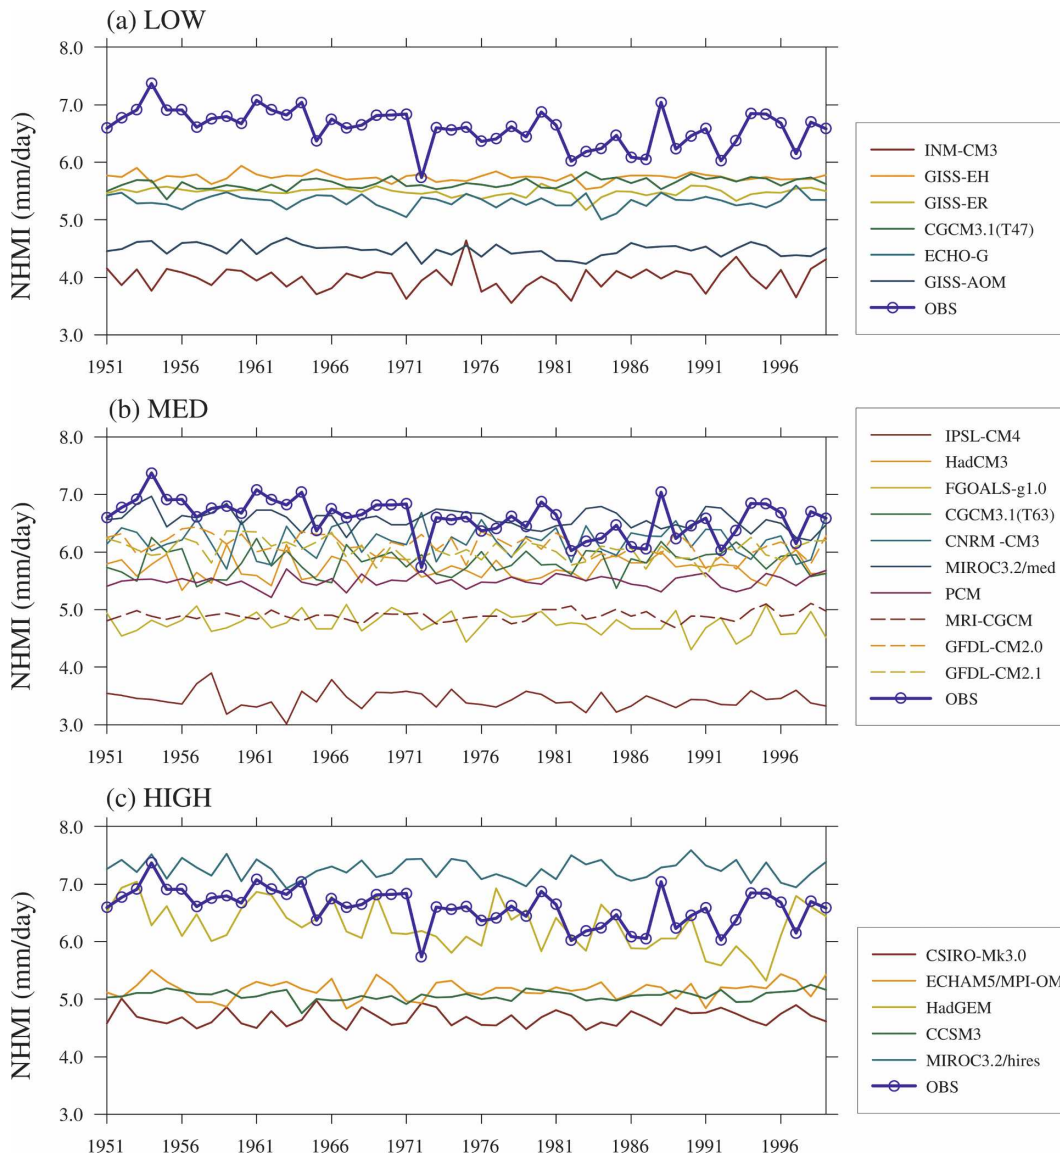 (a) LOW
8.0
7.0
6.0
5.0
4.0
3.0
NHMI (mm/day)
1951 1956 1961 1966 1971 1976 1981 1986 1991 1996
INM-CM3
GISS-EH
GISS-ER
CGCM3.1(T47)
ECHO-G
GISS-AOM
OBS
(b) MED
8.0
7.0
6.0
5.0
4.0
3.0
NHMI (mm/day)
1951 1956 1961 1966 1971 1976 1981 1986 1991 1996
IPSL-CM4
HadCM3
FGOALS-g1.0
CGCM3.1(T63)
CNRM -CM3
MIROC3.2/med
PCM
MRI-CGCM
GFDL-CM2.0
GFDL-CM2.1
OBS
(c) HIGH
8.0
7.0
6.0
5.0
4.0
3.0
NHMI (mm/day)
1951 1956 1961 1966 1971 1976 1981 1986 1991 1996
CSIRO-Mk3.0
ECHAM5/MPI-OM
HadGEM
CCSM3
MIROC3.2/hires
OBS